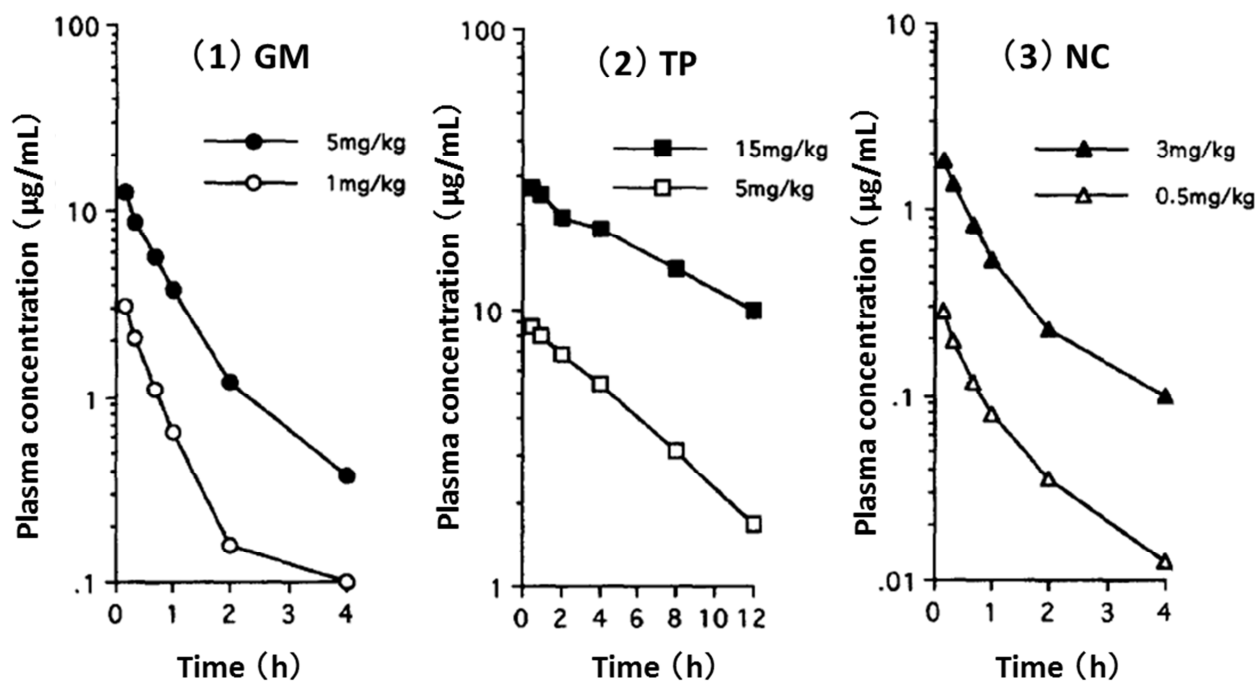 (1) GM
Plasma concentration (µg/mL)
100
10
1
.1
5mg/kg
1mg/kg
0 1 2 3 4
Time (h)
(2) TP
Plasma concentration (µg/mL)
100
10
1
15mg/kg
5mg/kg
0 2 4 6 8 10 12
Time (h)
(3) NC
Plasma concentration (µg/mL)
10
1
.1
.01
3mg/kg
0.5mg/kg
0 1 2 3 4
Time (h)